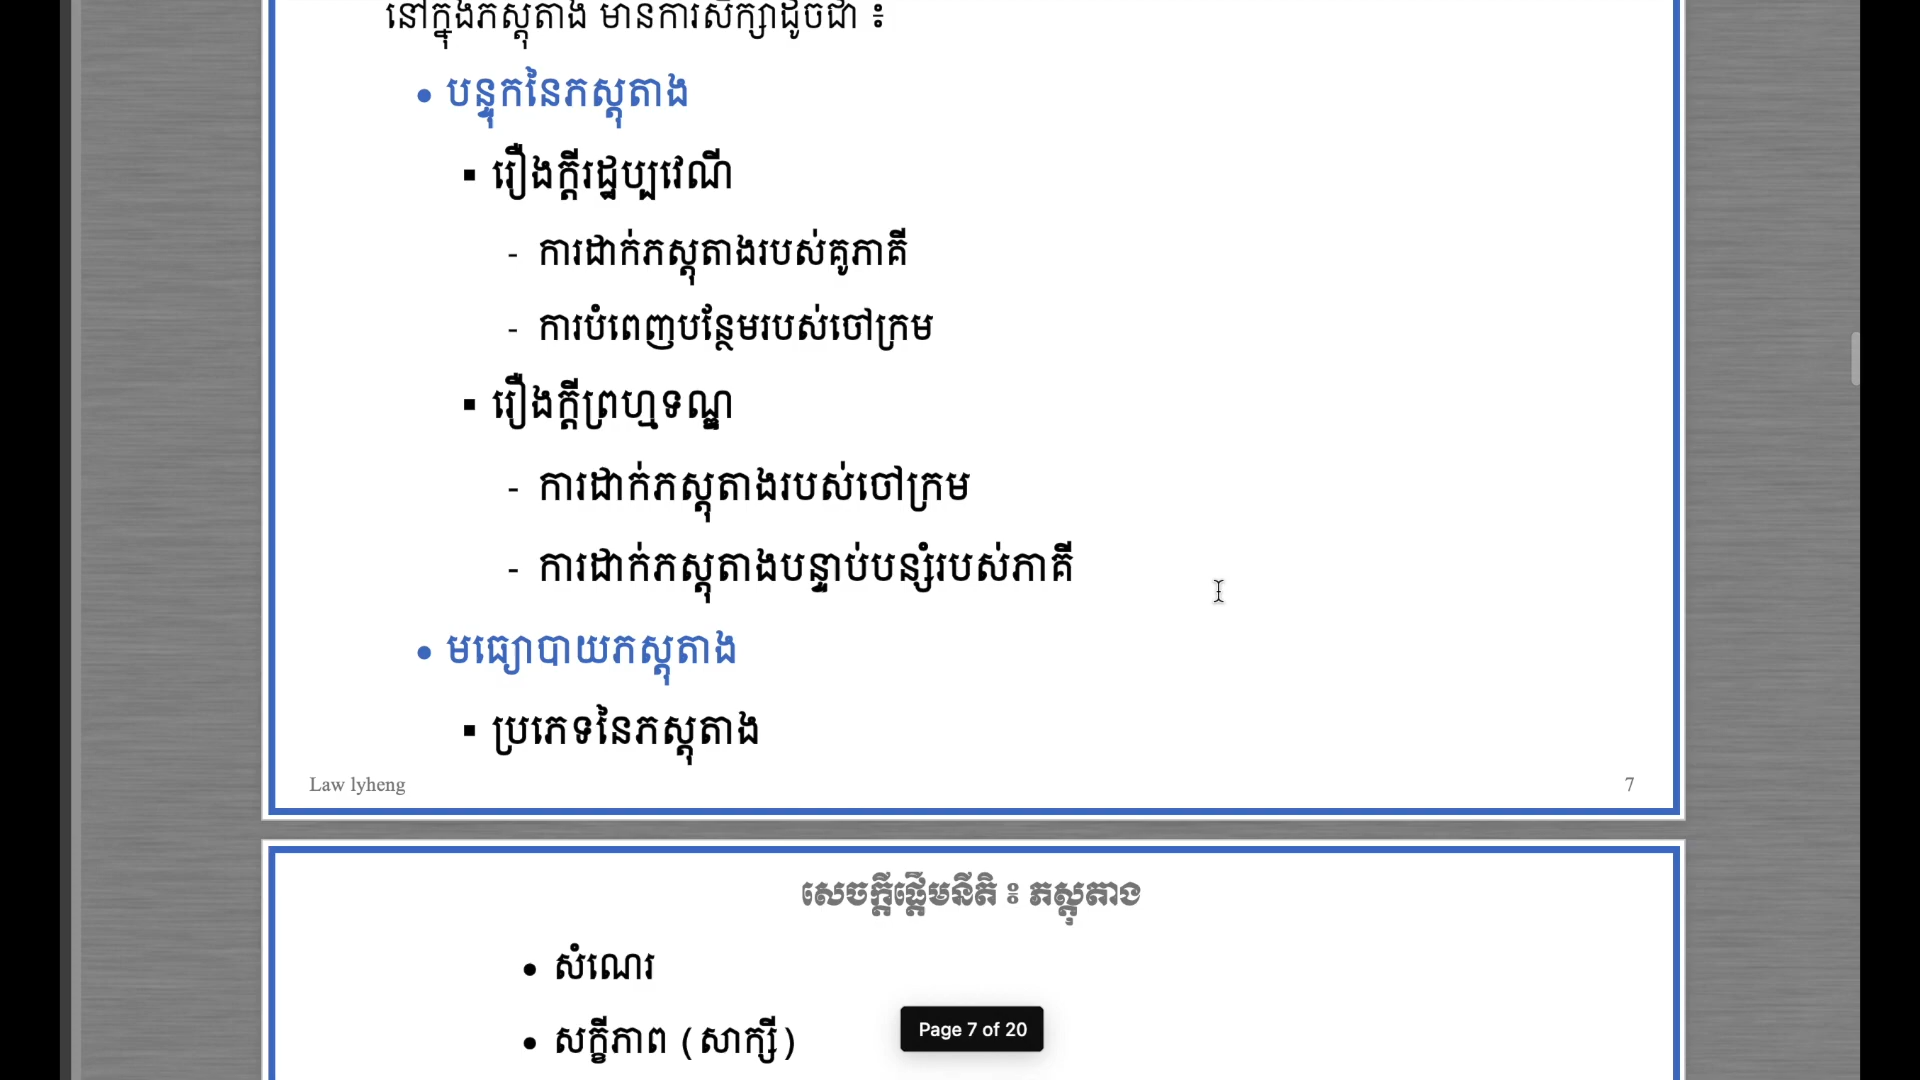 នៅក្នុងភស្តុតាង មានការសិក្សាដូចជា ៖
• បន្ទុកនៃភស្តុតាង
▪ រឿងក្តីរដ្ឋប្បវេណី
- ការដាក់ភស្តុតាងរបស់គូភាគី
- ការបំពេញបន្ថែមរបស់ចៅក្រម
▪ រឿងក្តីព្រហ្មទណ្ឌ
- ការដាក់ភស្តុតាងរបស់ចៅក្រម
- ការដាក់ភស្តុតាងបន្ទាប់បន្សំរបស់ភាគី
• មធ្យោបាយភស្តុតាង
▪ ប្រភេទនៃភស្តុតាង
Law lyheng 7
សេចក្តីផ្តើមនីតិ ៖ ភស្តុតាង
• សំណេរ
• សក្ខីភាព (សាក្សី)
Page 7 of 20